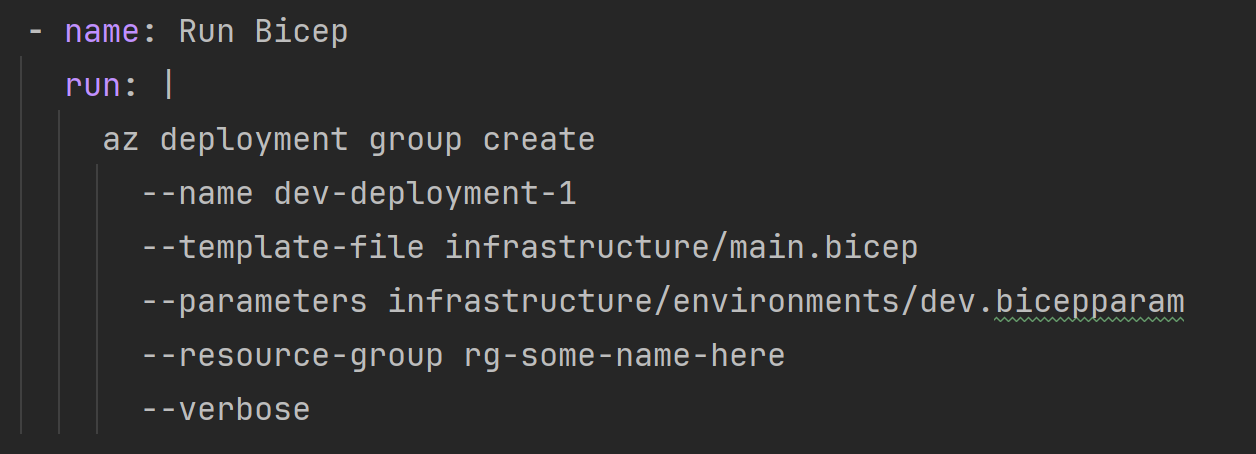 - name: Run Bicep
run: |
az deployment group create
--name dev-deployment-1
--template-file infrastructure/main.bicep
--parameters infrastructure/environments/dev.bicepparam
--resource-group rg-some-name-here
--verbose